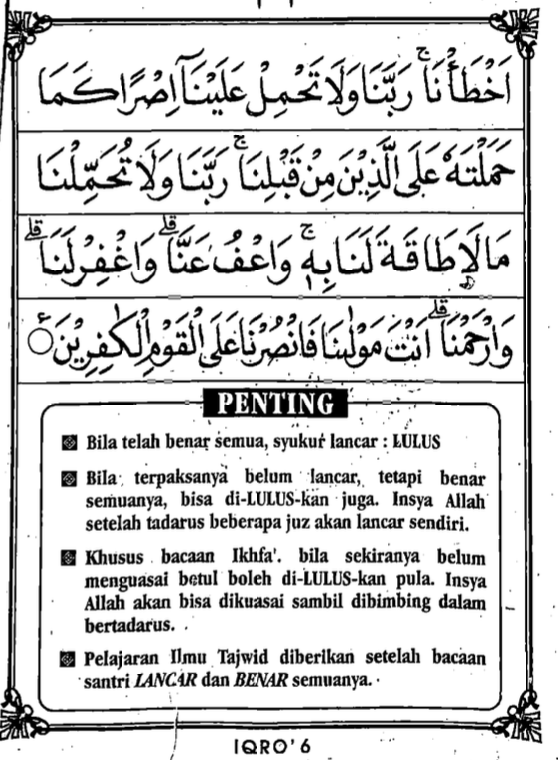 اَخْطَأْنَاۚ رَبَّنَا وَلَا تَحْمِلْ عَلَيْنَآ اِصْرًا كَمَا
حَمَلْتَهٗ عَلَى الَّذِيْنَ مِنْ قَبْلِنَاۚ رَبَّنَا وَلَا تُحَمِّلْنَا
مَالَا طَاقَةَ لَنَا بِهٖۚ وَاعْفُ عَنَّاۗ وَاغْفِرْ لَنَاۗ
وَارْحَمْنَاۗ اَنْتَ مَوْلٰىنَا فَانْصُرْنَا عَلَى الْقَوْمِ الْكٰفِرِيْنَ ع
PENTING
Bila telah benar semua, syukur lancar : LULUS
Bila terpaksanya belum lancar, tetapi benar
semuanya, bisa di-LULUS-kan juga. Insya Allah
setelah tadarus beberapa juz akan lancar sendiri.
Khusus bacaan Ikhfa'. bila sekiranya belum
menguasai betul boleh di-LULUS-kan pula. Insya
Allah akan bisa dikuasai sambil dibimbing dalam
bertadarus.
Pelajaran Ilmu Tajwid diberikan setelah bacaan
santri LANCAR dan BENAR semuanya.
IQRO' 6